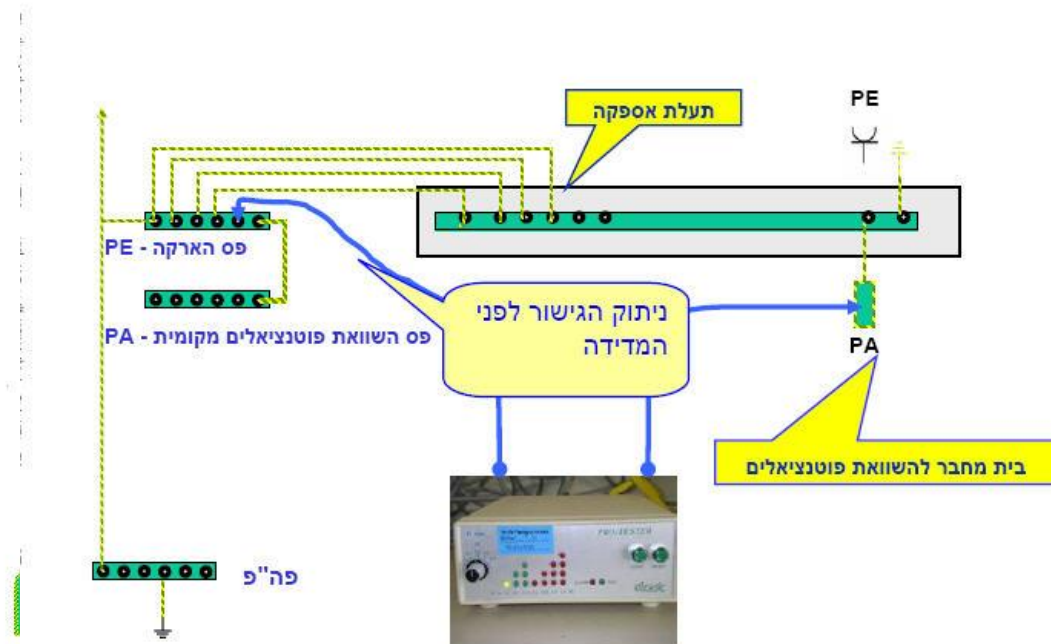 תעלת אספקה
PE
פס הארקה - PE
פס השוואת פוטנציאלים מקומית - PA
ניתוק הגישור לפני
המדידה
PA
בית מחבר להשוואת פוטנציאלים
פה"פ